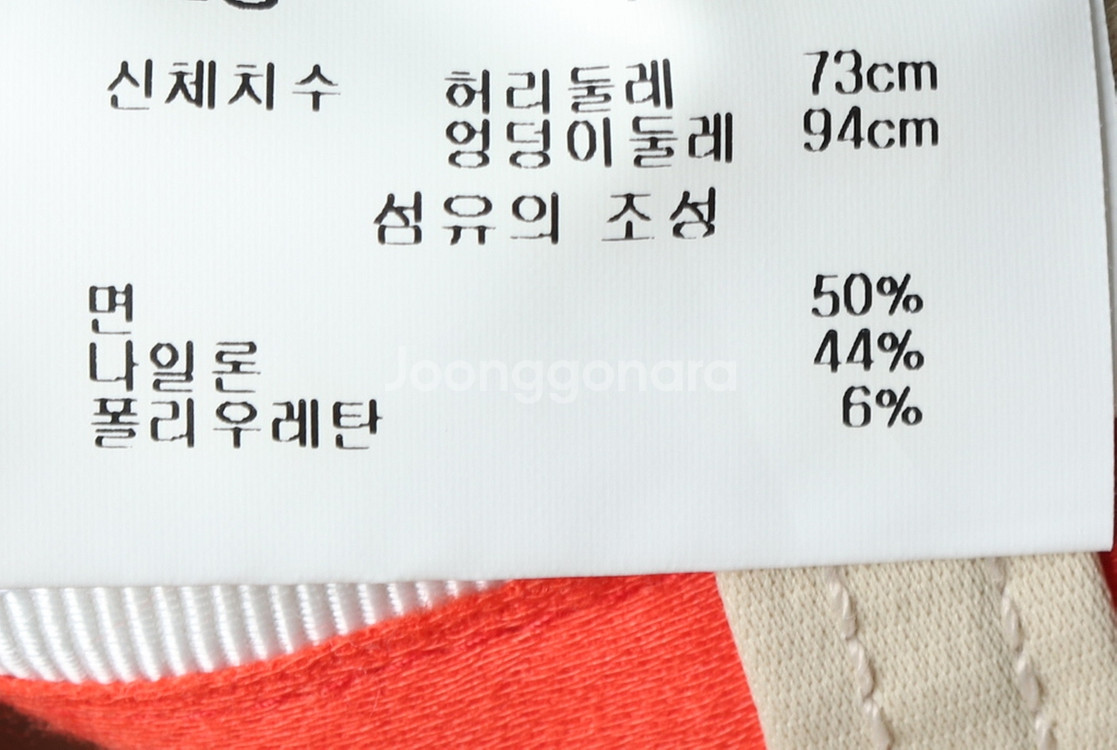 신체치수 허리둘레 73cm
엉덩이둘레 94cm
섬유의 조성
면 50%
나일론 44%
Joonggonara
폴리우레탄 6%